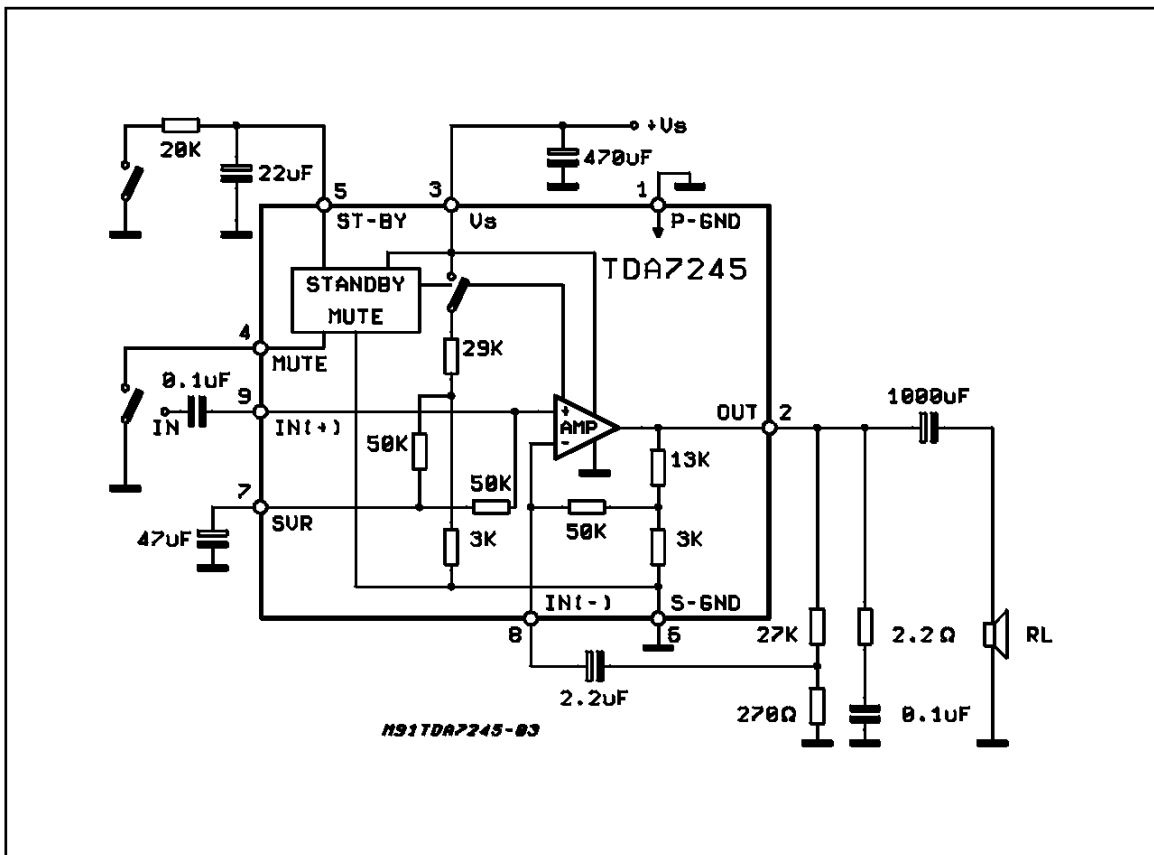 +Vs
20K
22uF
470uF
5
3
1
ST-BY
Vs
P-GND
TDA7245
STANDBY
MUTE
4
MUTE
29K
0.1uF
9
IN
IN(+)
+
AMP
-
OUT
2
1000uF
50K
13K
7
50K
SVR
50K
47uF
3K
3K
IN(-)
S-GND
8
6
27K
2.2Ω
RL
2.2uF
270Ω
0.1uF
M91TDA7245-03